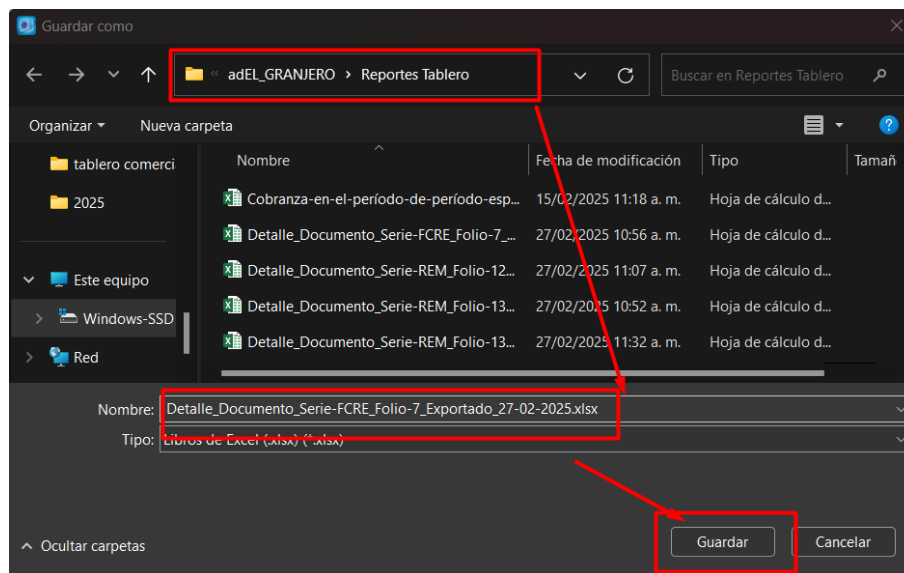 Guardar como
« adEL_GRANJERO > Reportes Tablero
Buscar en Reportes Tablero
Organizar
Nueva carpeta
tablero comerci
2025
Este equipo
Windows-SSD
Red
Nombre Fecha de modificación Tipo Tamañ
Cobranza-en-el-período-de-período-esp... 15/02/2025 11:18 a. m. Hoja de cálculo d...
Detalle_Documento_Serie-FCRE_Folio-7_... 27/02/2025 10:56 a. m. Hoja de cálculo d...
Detalle_Documento_Serie-REM_Folio-12... 27/02/2025 11:07 a. m. Hoja de cálculo d...
Detalle_Documento_Serie-REM_Folio-13... 27/02/2025 10:52 a. m. Hoja de cálculo d...
Detalle_Documento_Serie-REM_Folio-13... 27/02/2025 11:32 a. m. Hoja de cálculo d...
Nombre: Detalle_Documento_Serie-FCRE_Folio-7_Exportado_27-02-2025.xlsx
Tipo: Libros de Excel (.xlsx) (*.xlsx)
Ocultar carpetas
Guardar
Cancelar